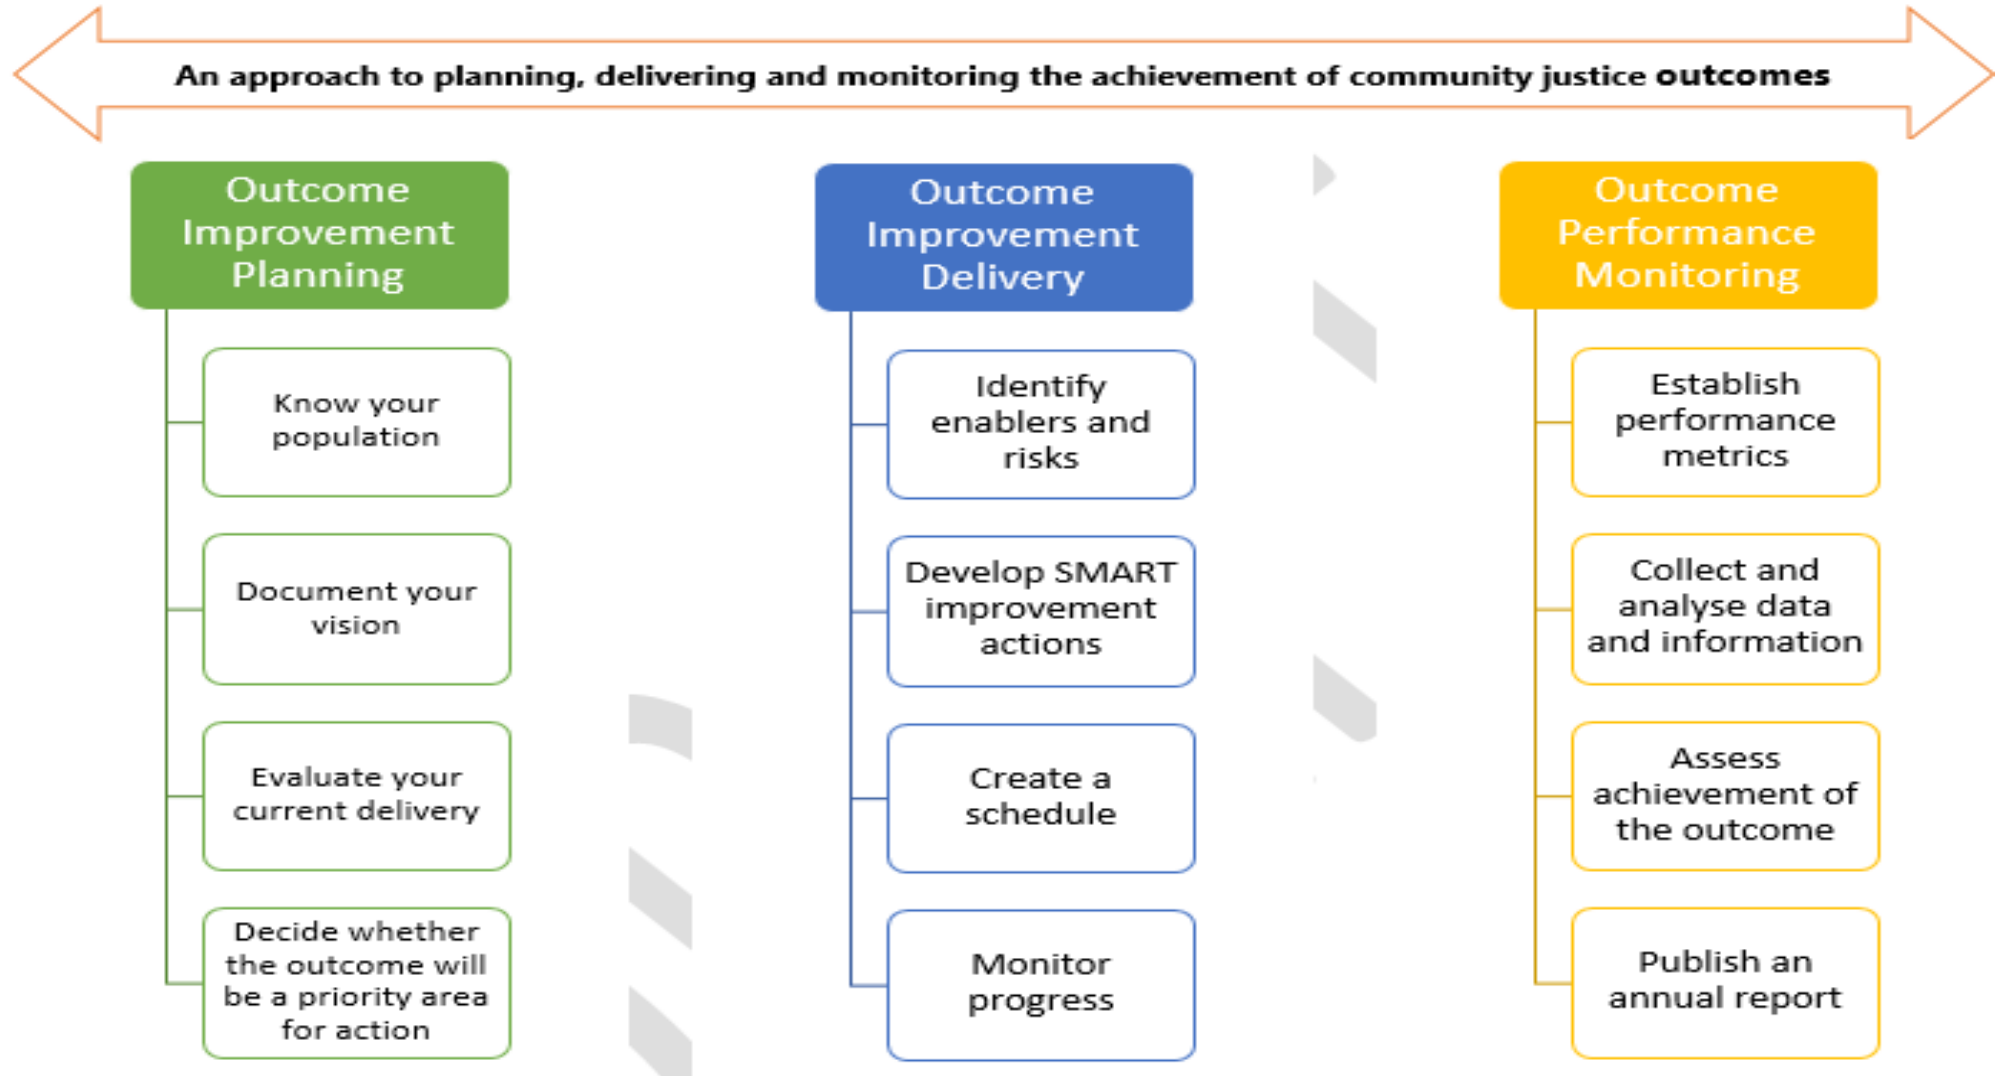 An approach to planning, delivering and monitoring the achievement of community justice outcomes
Outcome
Improvement
Planning
Know your
population
Document your
vision
Evaluate your
current delivery
Decide whether
the outcome will
be a priority area
for action
Outcome
Improvement
Delivery
Identify
enablers and
risks
Develop SMART
improvement
actions
Create a
schedule
Monitor
progress
Outcome
Performance
Monitoring
Establish
performance
metrics
Collect and
analyse data
and information
Assess
achievement of
the outcome
Publish an
annual report